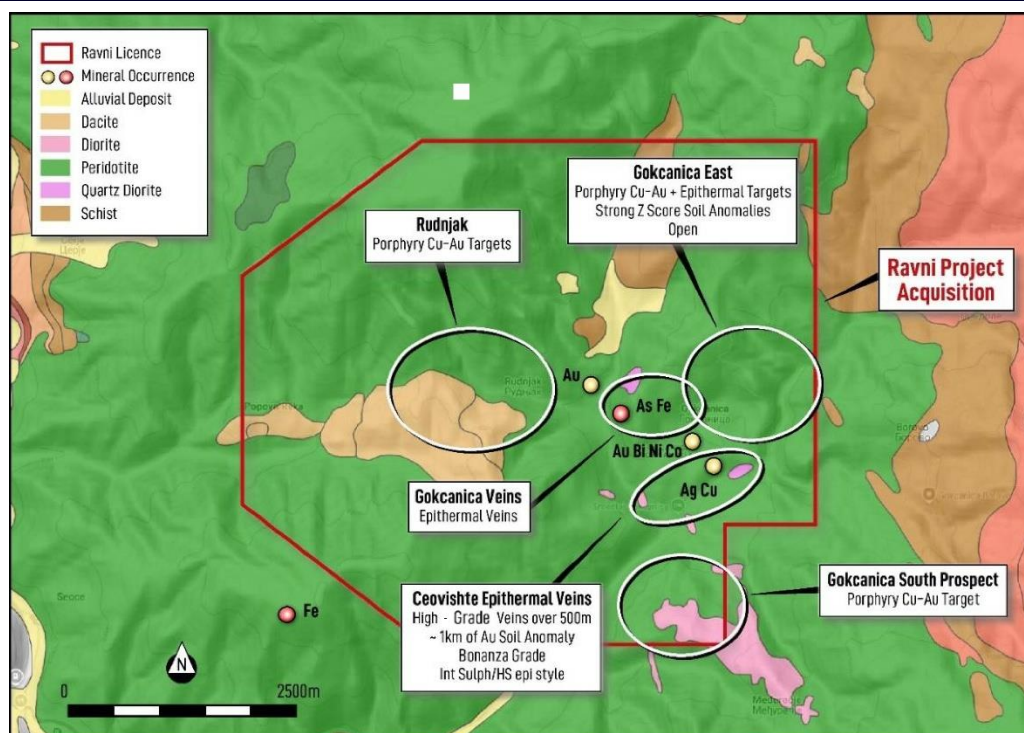 Ravni Licence
Mineral Occurrence
Alluvial Deposit
Dacite
Diorite
Peridotite
Quartz Diorite
Schist
Gokcanica East
Porphyry Cu-Au + Epithermal Targets
Strong Z Score Soil Anomalies
Open
Rudnjak
Porphyry Cu-Au Targets
Ravni Project
Acquisition
Rudnjak
Рудњак
Au
As Fe
Au Bi Ni Co
Ag Cu
Gokcanica Veins
Epithermal Veins
Ceovishte Epithermal Veins
High - Grade Veins over 500m
~ 1km of Au Soil Anomaly
Bonanza Grade
Int Sulph/HS epi style
Gokcanica South Prospect
Porphyry Cu-Au Target
Fe
N
0
2500m